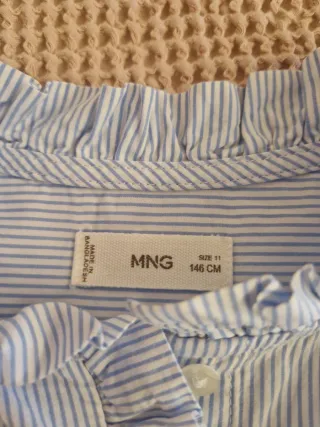 MADE IN
BANGLADESH
MNG
SIZE 11
146 CM